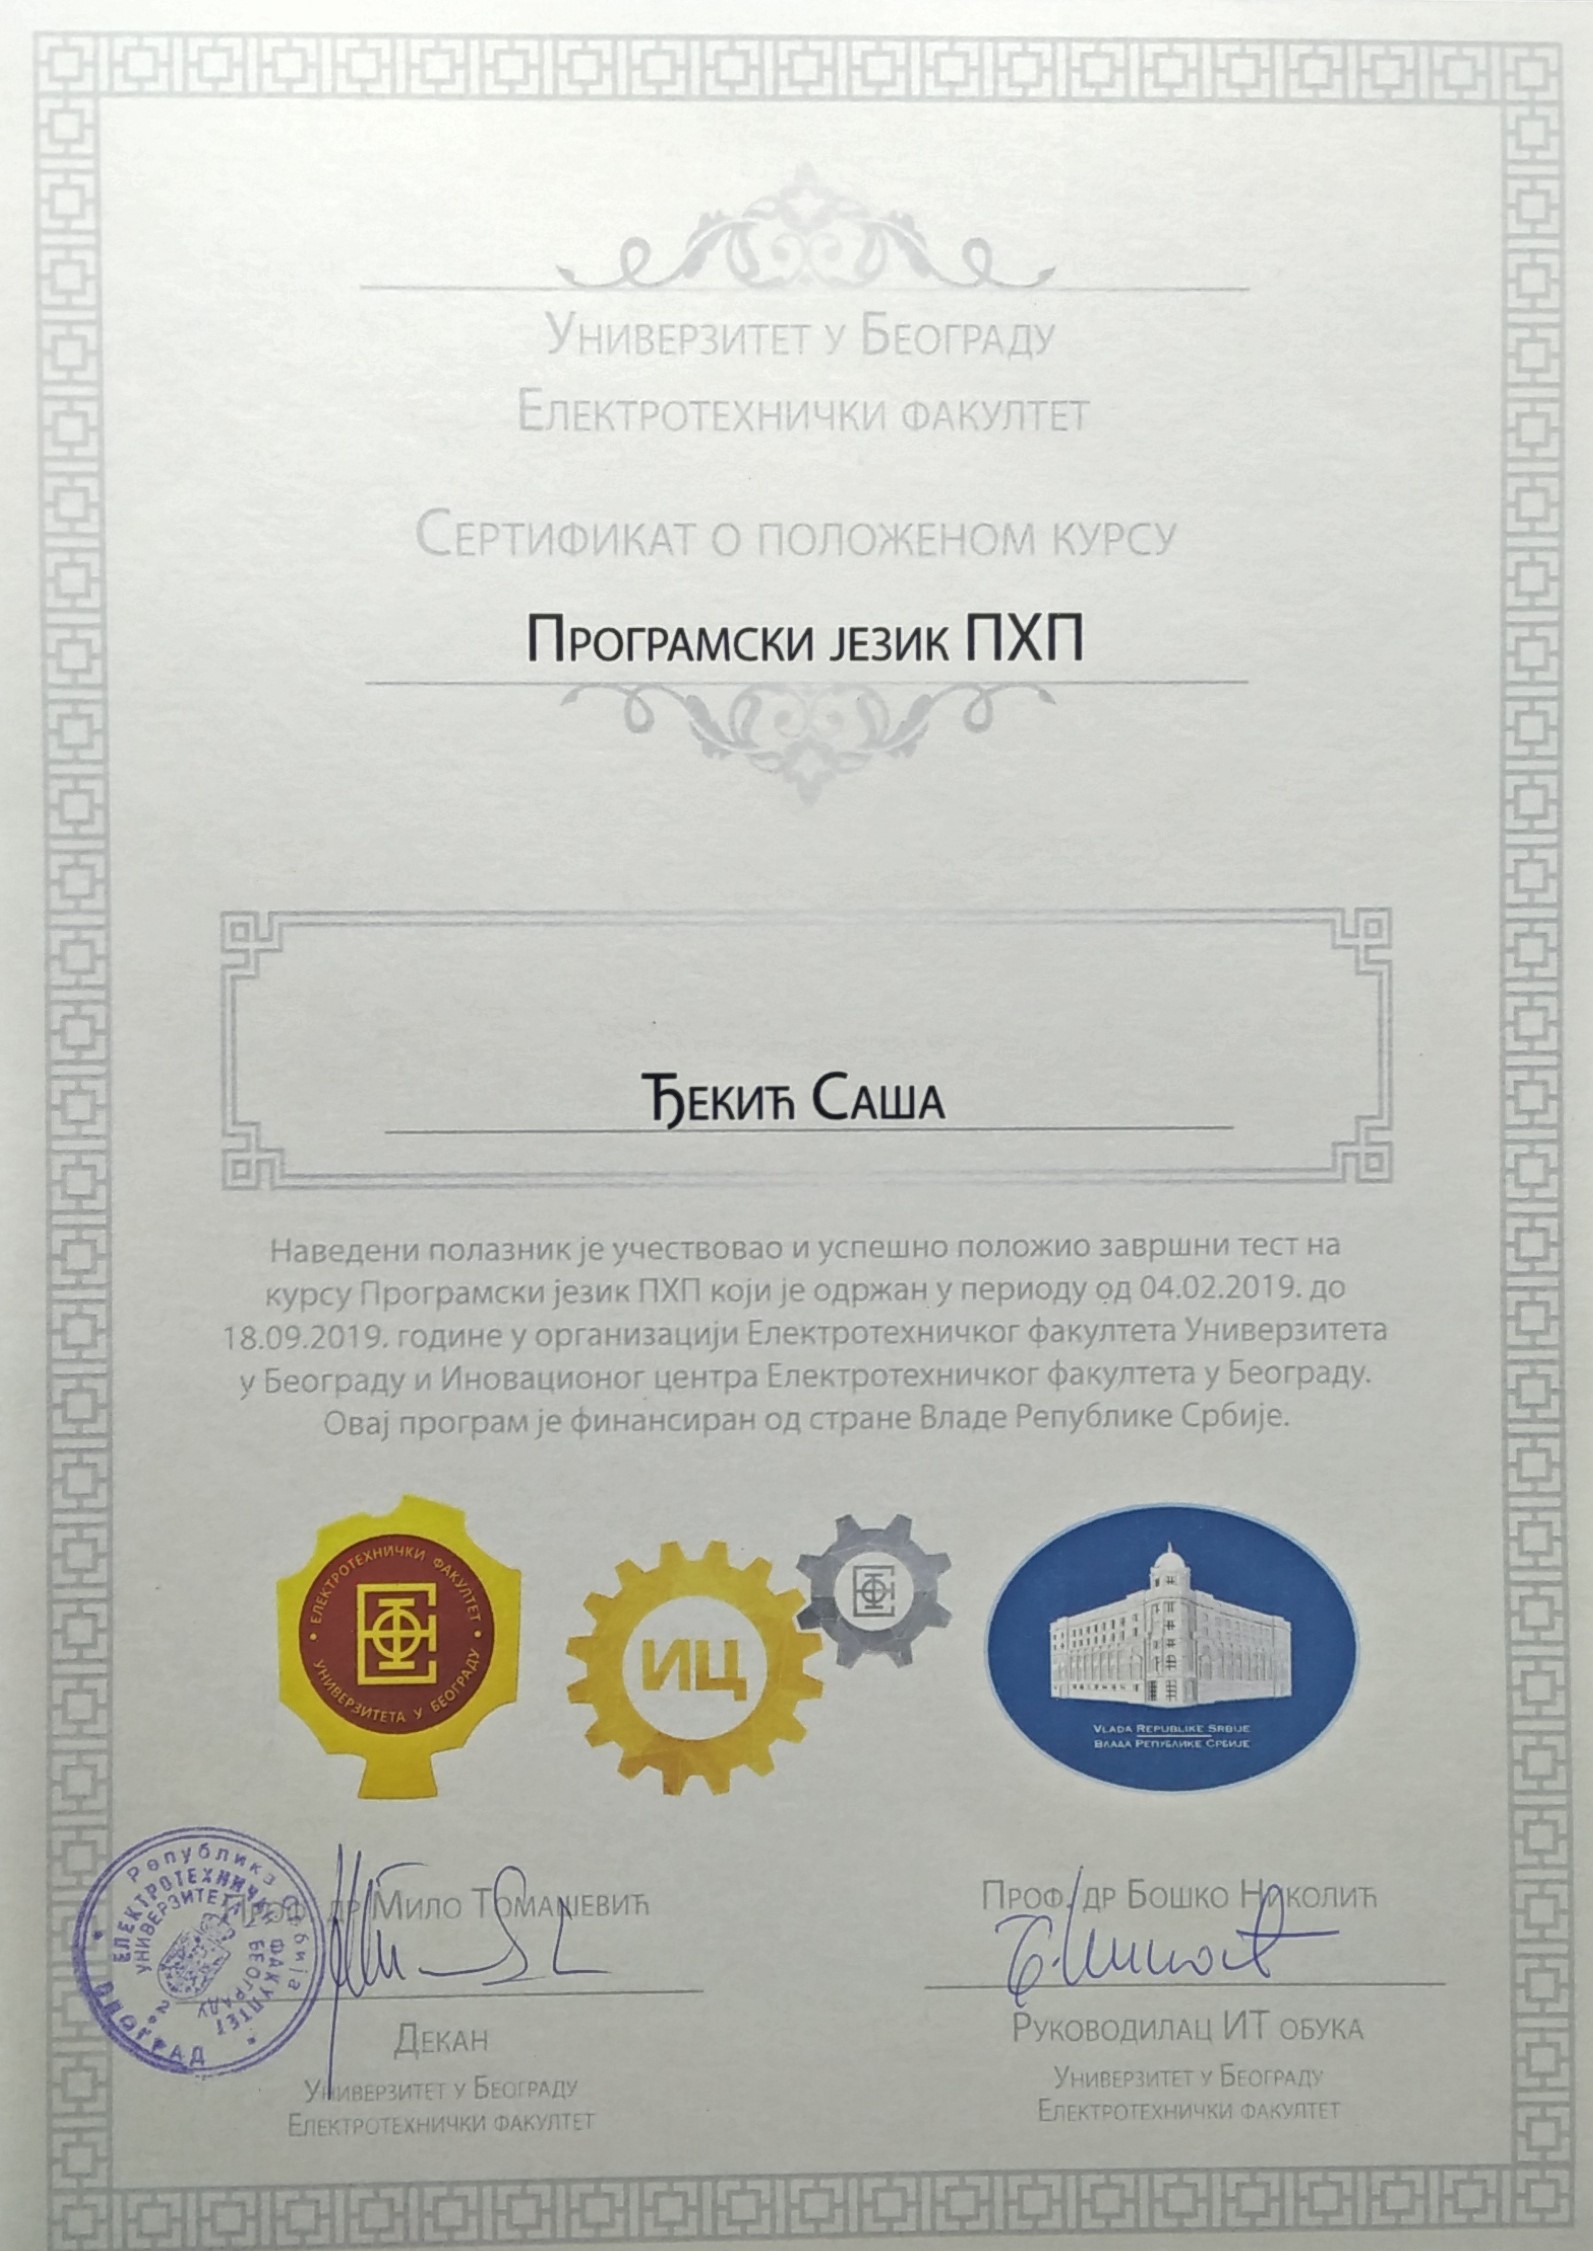 Универзитет у Београду
Електротехнички факултет
Сертификат о положеном курсу
Програмски језик ПХП
Ђекић Саша
Наведени полазник је учествовао и успешно положио завршни тест на
курсу Програмски језик ПХП који је одржан у периоду од 04.02.2019. до
18.09.2019. године у организацији Електротехничког факултета Универзитета
у Београду и Иновационог центра Електротехничког факултета у Београду.
Овај програм је финансиран од стране Владе Републике Србије.
ЕЛЕКТРОТЕХНИЧКИ ФАКУЛТЕТ
УНИВЕРЗИТЕТА У БЕОГРАДУ
ИЦ
Vlada Republike Srbije
Влада Републике Србије
Република Србија
ЕЛЕКТРОТЕХНИЧКИ ФАКУЛТЕТ
УНИВЕРЗИТЕТА У БЕОГРАДУ
БЕОГРАД
Проф. др Мило Томашевић
Декан
Универзитет у Београду
Електротехнички факултет
Проф. др Бошко Николић
Руководилац ИТ обука
Универзитет у Београду
Електротехнички факултет